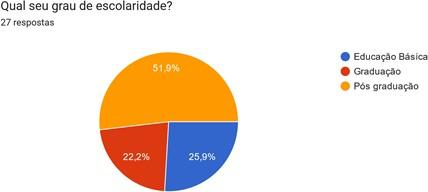 Qual seu grau de escolaridade?
27 respostas
51,9%
22,2%
25,9%
Educação Básica
Graduação
Pós graduação